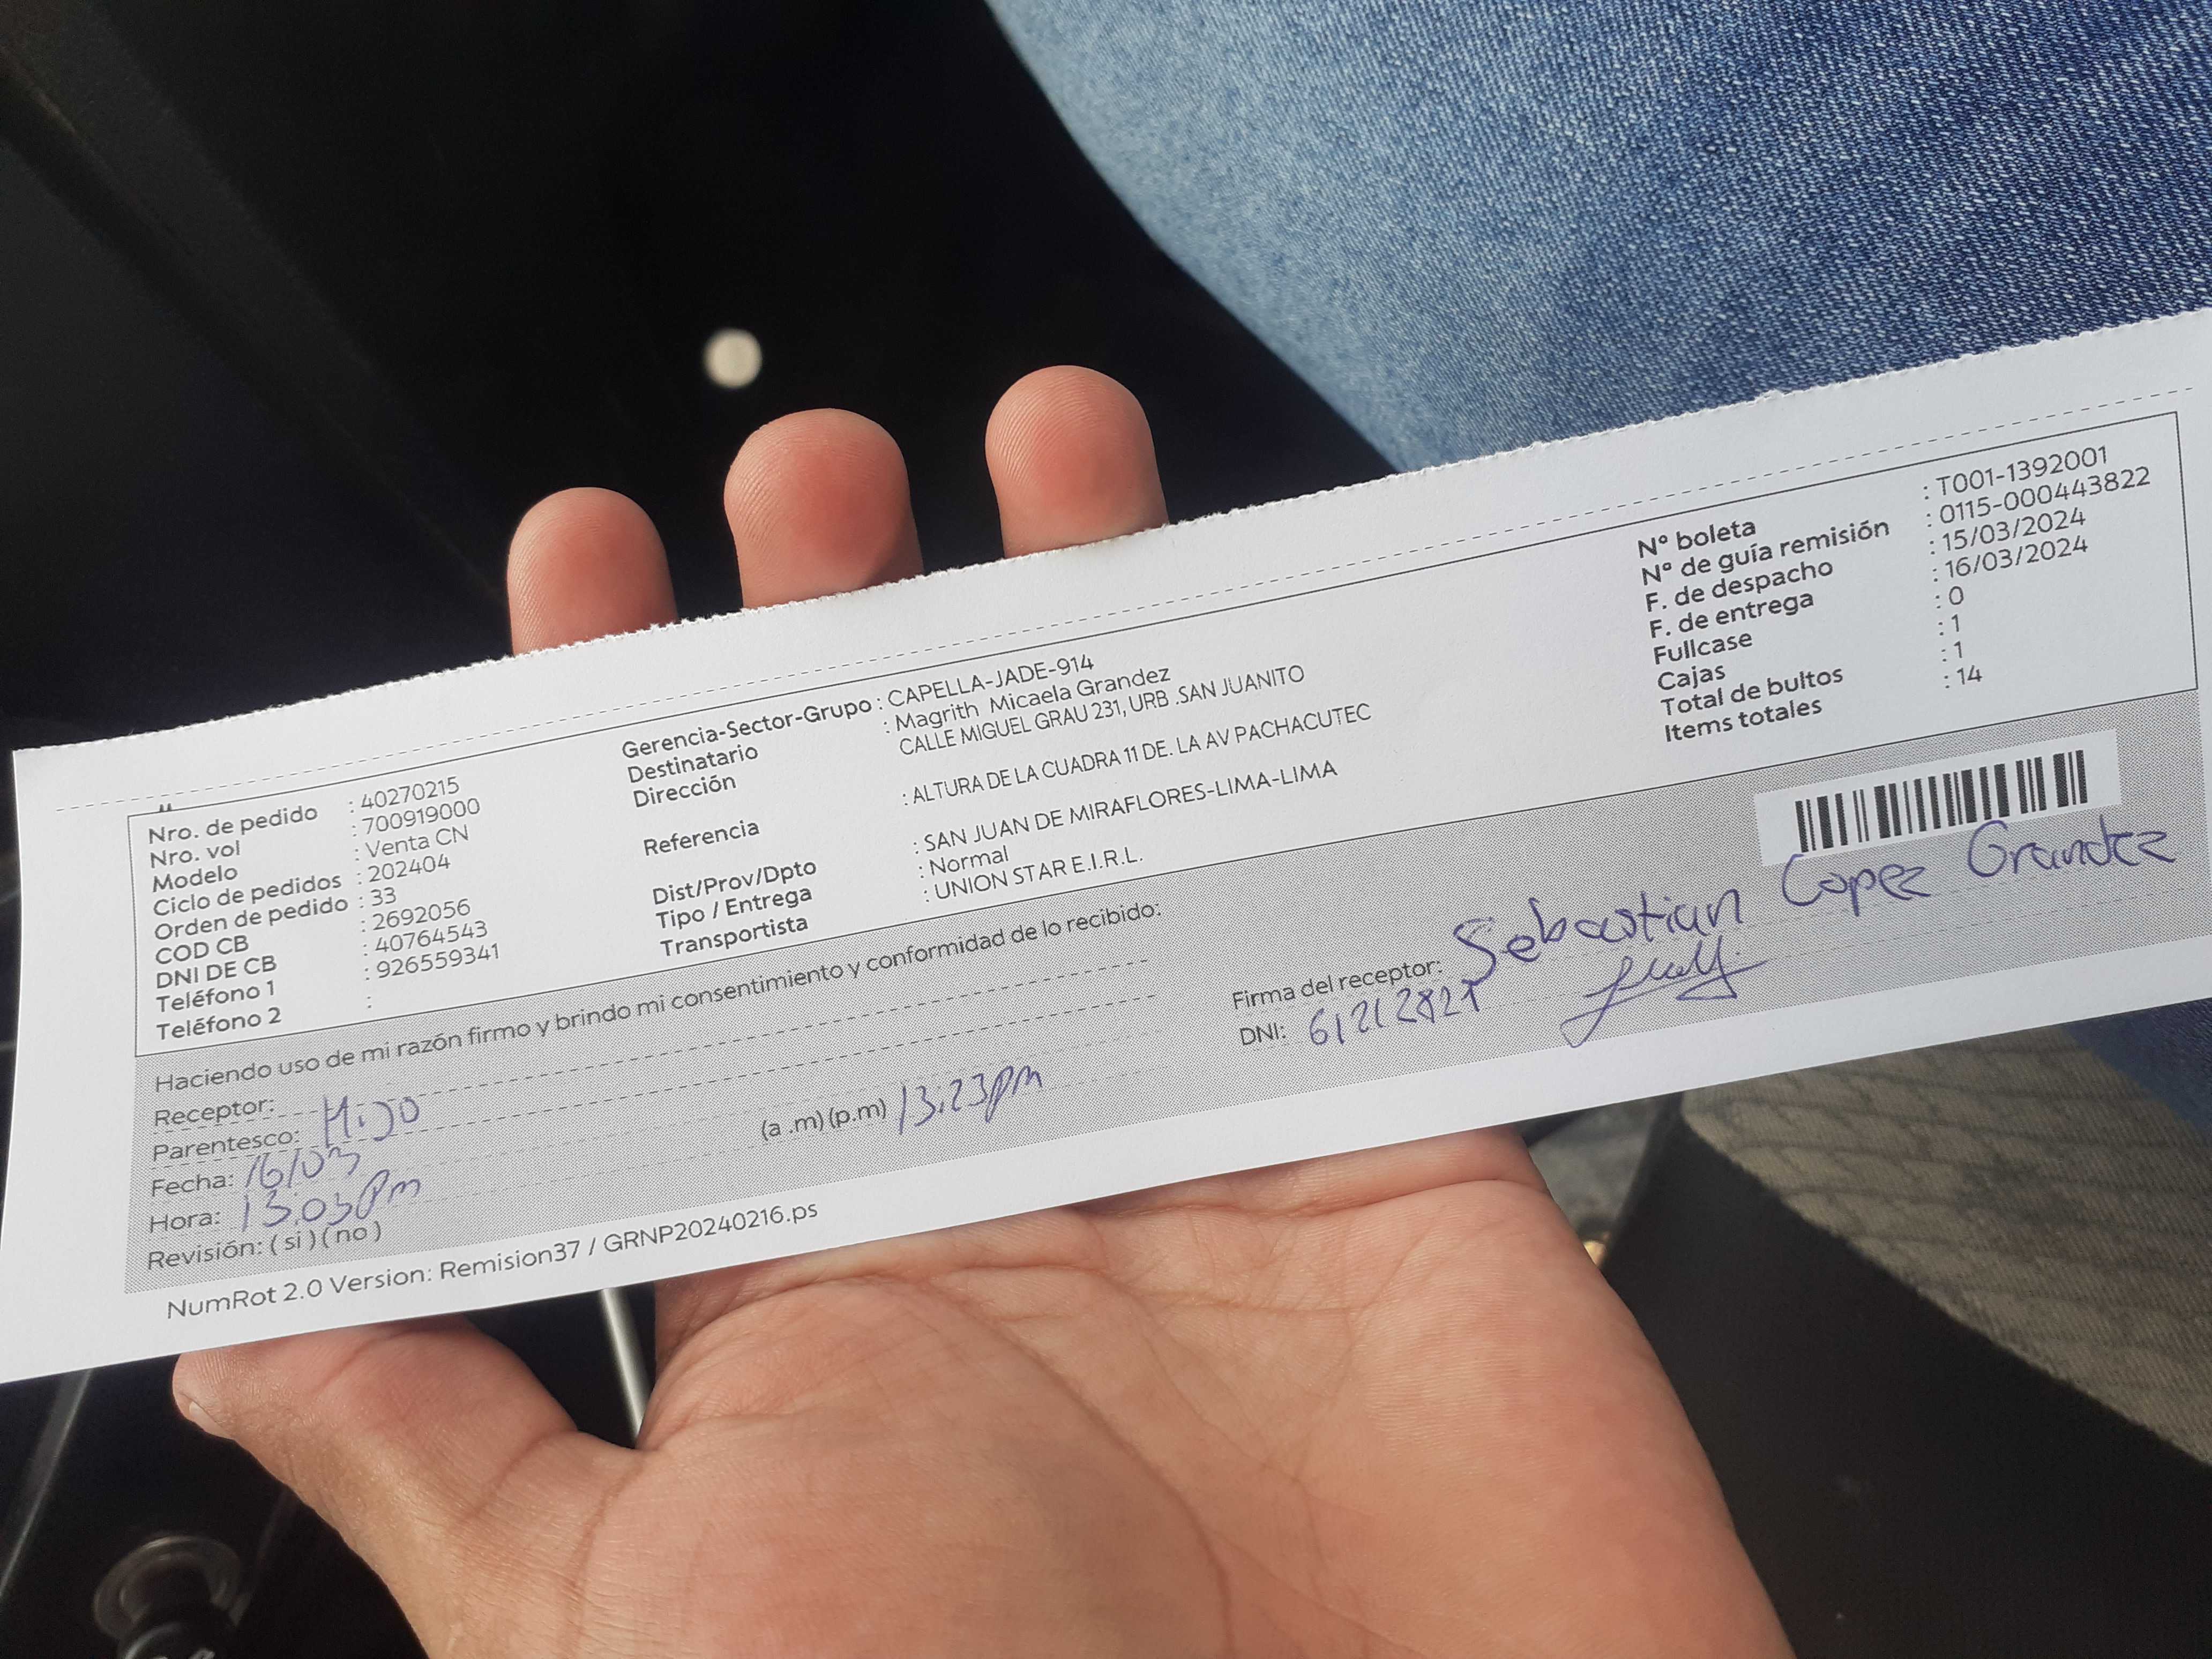 Nro. de pedido : 40270215
Nro. vol : 700919000
Modelo : Venta CN
Ciclo de pedidos : 202404
Orden de pedido : 33
COD CB : 2692056
DNI DE CB : 40764543
Teléfono 1 : 926559341
Teléfono 2 :
Gerencia-Sector-Grupo : CAPELLA-JADE-914
Destinatario : Magrith Micaela Grandez
Dirección CALLE MIGUEL GRAU 231, URB .SAN JUANITO
Referencia : ALTURA DE LA CUADRA 11 DE. LA AV PACHACUTEC
Dist/Prov/Dpto : SAN JUAN DE MIRAFLORES-LIMA-LIMA
Tipo / Entrega : Normal
Transportista : UNION STAR E.I.R.L.
Nº boleta : T001-1392001
Nº de guía remisión : 0115-000443822
F. de despacho : 15/03/2024
F. de entrega : 16/03/2024
Fullcase : 0
Cajas : 1
Total de bultos : 1
Items totales : 14
Haciendo uso de mi razón firmo y brindo mi consentimiento y conformidad de lo recibido:
Receptor:
Parentesco: Hijo
Fecha: 16/03
Hora: 13:03 Pm (a .m) (p.m) 13:23pm
Revisión: ( si ) ( no )
Firma del receptor: Sebastian Lopez Grandez
DNI:
NumRot 2.0 Version: Remision37 / GRNP20240216.ps